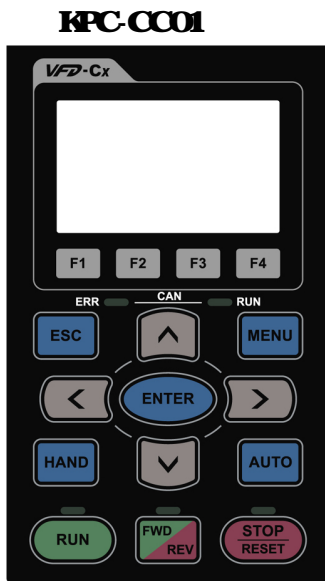 KPC-CC01
VFD-Cx
F1 F2 F3 F4
ERR CAN RUN
ESC MENU
ENTER
HAND AUTO
RUN FWD REV STOP RESET